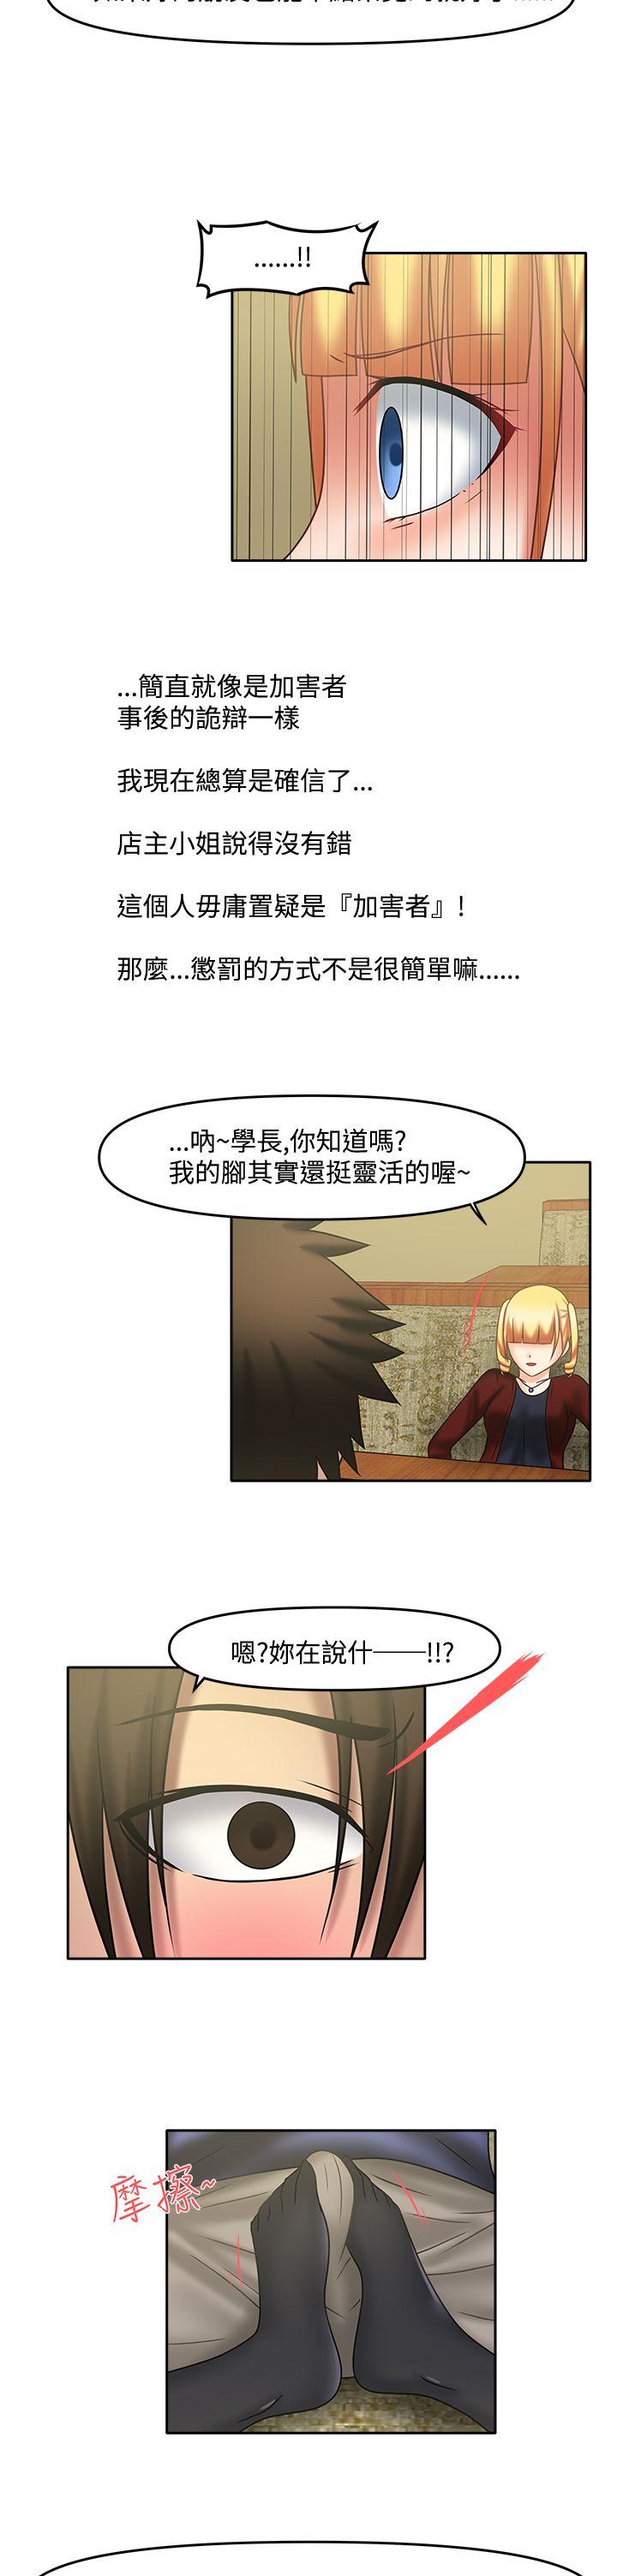 ......!!
...簡直就像是加害者
事後的詭辯一樣
我現在總算是確信了...
店主小姐說得沒有錯
這個人毋庸置疑是『加害者』!
那麼...懲罰的方式不是很簡單嘛......
...吶~學長,你知道嗎?
我的腳其實還挺靈活的喔~
嗯?妳在說什——!!?
摩擦~